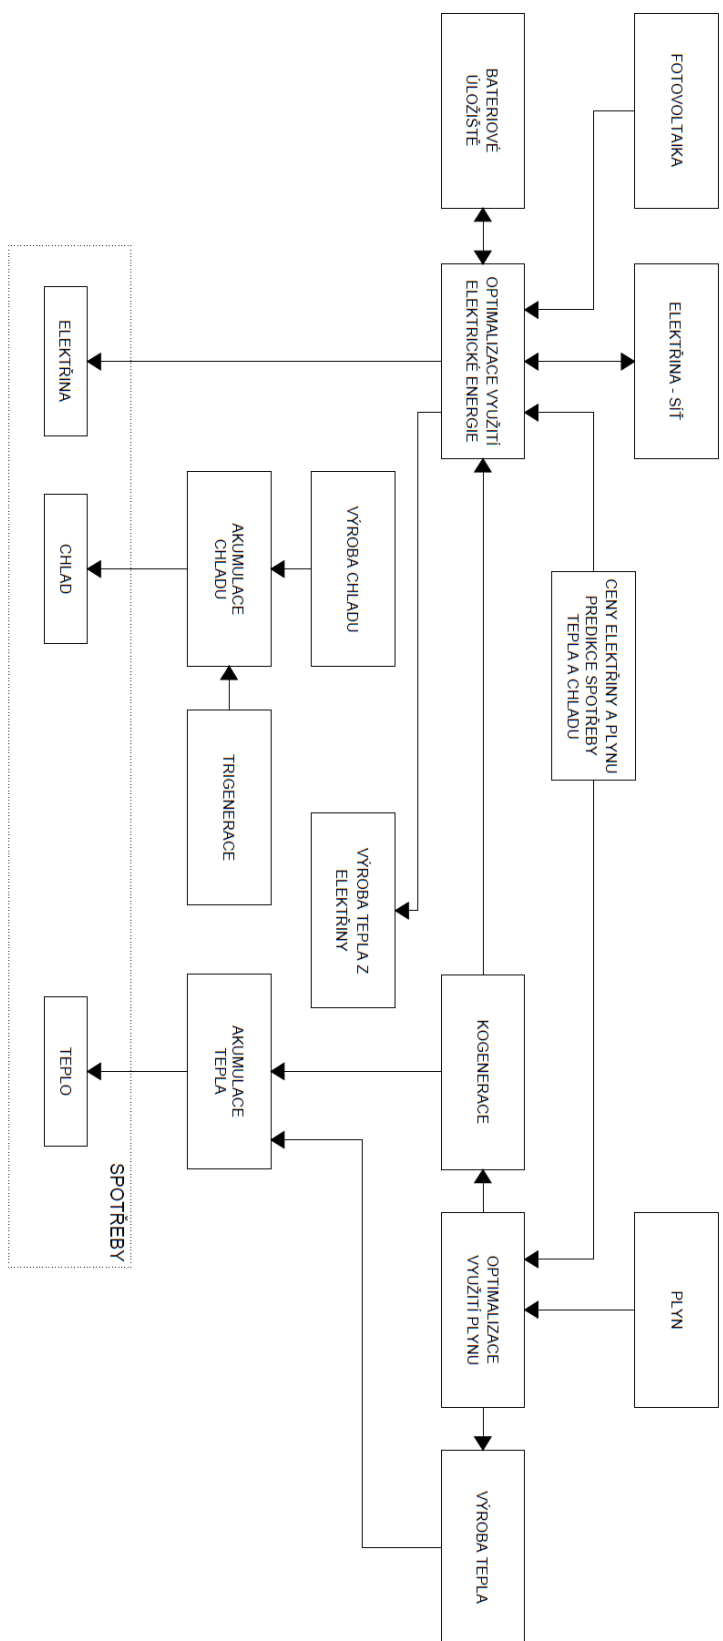 FOTOVOLTAIKA
ELEKTŘINA - SÍŤ
PLYN
CENY ELEKTŘINY A PLYNU
PREDIKCE SPOTŘEBY
TEPLA A CHLADU
BATERIOVÉ
ÚLOŽIŠTĚ
OPTIMALIZACE VYUŽITÍ
ELEKTRICKÉ ENERGIE
KOGENERACE
OPTIMALIZACE
VYUŽITÍ PLYNU
VÝROBA TEPLA
VÝROBA CHLADU
VÝROBA TEPLA Z
ELEKTŘINY
AKUMULACE
CHLADU
TRIGENERACE
AKUMULACE
TEPLA
SPOTŘEBY
ELEKTŘINA
CHLAD
TEPLO